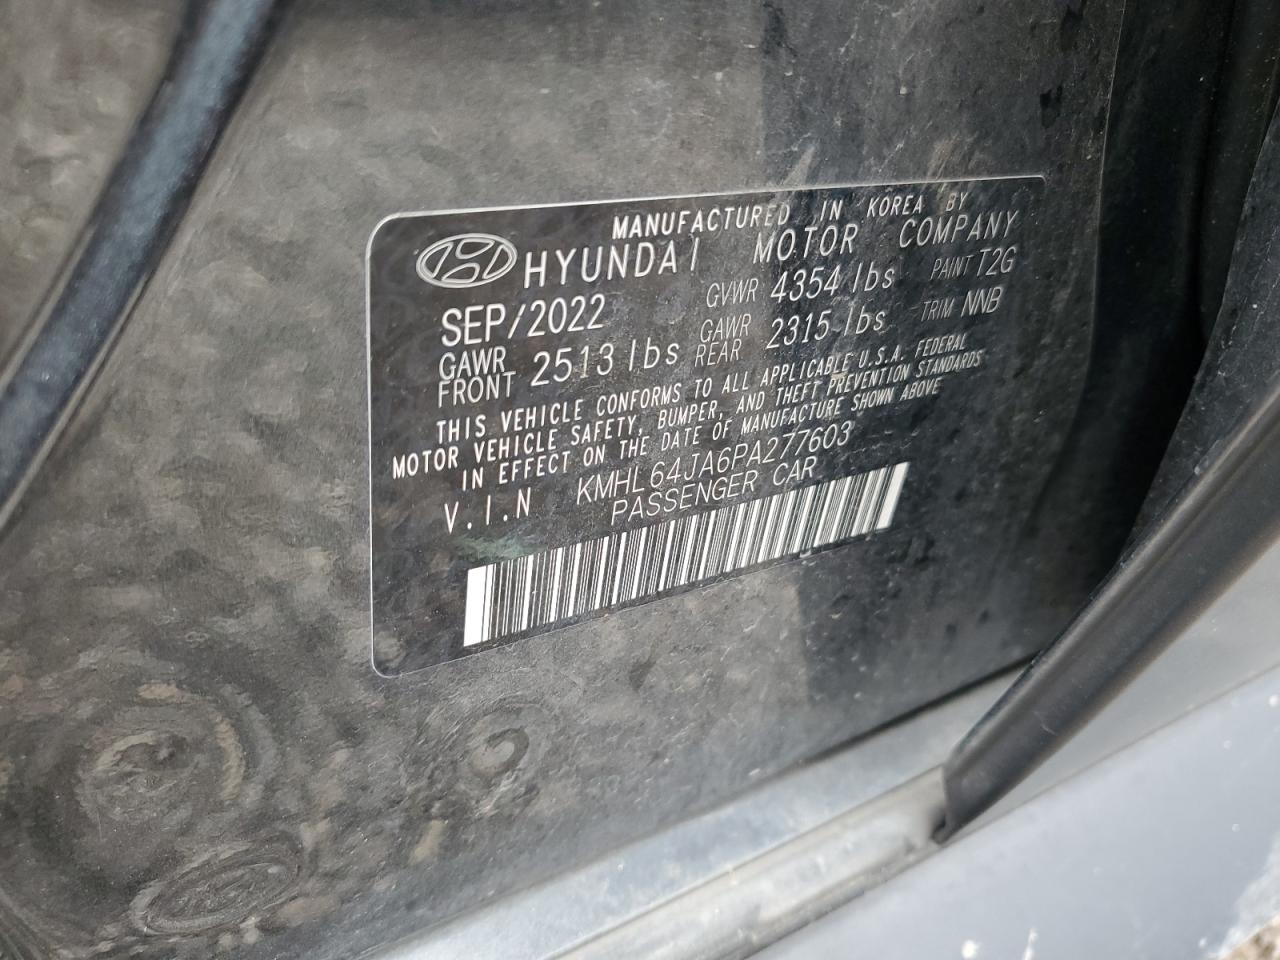 MANUFACTURED IN KOREA BY
HYUNDAI MOTOR COMPANY
SEP/2022 GVWR 4354 lbs PAINT T2G
GAWR FRONT 2513 lbs GAWR REAR 2315 lbs TRIM NNB
THIS VEHICLE CONFORMS TO ALL APPLICABLE U.S.A. FEDERAL
MOTOR VEHICLE SAFETY, BUMPER, AND THEFT PREVENTION STANDARDS
IN EFFECT ON THE DATE OF MANUFACTURE SHOWN ABOVE
V.I.N KMHL64JA6PA277603
PASSENGER CAR